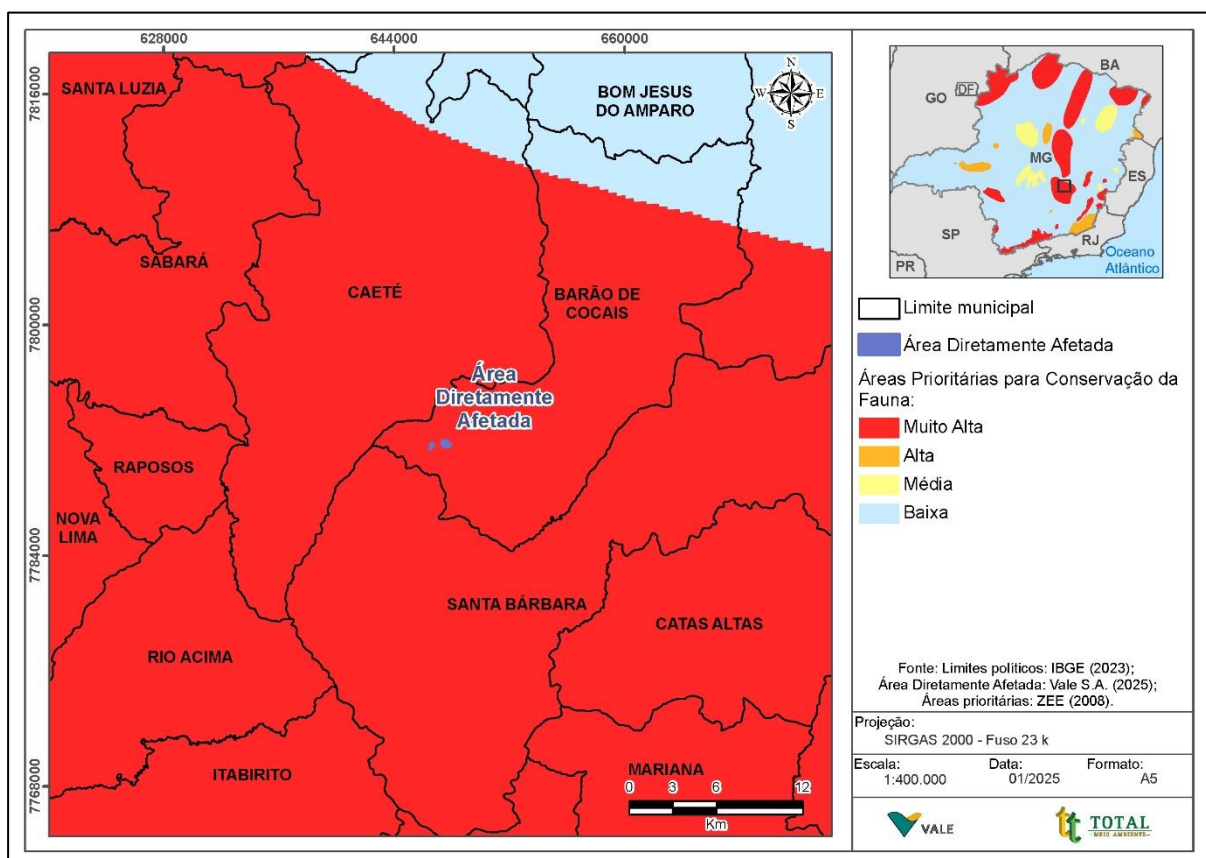 628000
644000
660000
7816000
7800000
7784000
7768000
SANTA LUZIA
BOM JESUS
DO AMPARO
N
W
E
S
SABARÁ
CAETÉ
BARÃO DE
COCAIS
Área
Diretamente
Afetada
RAPOSOS
NOVA
LIMA
SANTA BÁRBARA
CATAS ALTAS
RIO ACIMA
ITABIRITO
MARIANA
0 3 6 12
Km
BA
GO
DF
MG
ES
SP
RJ
PR
Oceano
Atlântico
Limite municipal
Área Diretamente Afetada
Áreas Prioritárias para Conservação da
Fauna:
Muito Alta
Alta
Média
Baixa
Fonte: Limites políticos: IBGE (2023);
Área Diretamente Afetada: Vale S.A. (2025);
Áreas prioritárias: ZEE (2008).
Projeção:
SIRGAS 2000 - Fuso 23 k
Escala: Data: Formato:
1:400.000 01/2025 A5
VALE
TOTAL
MEIO AMBIENTE